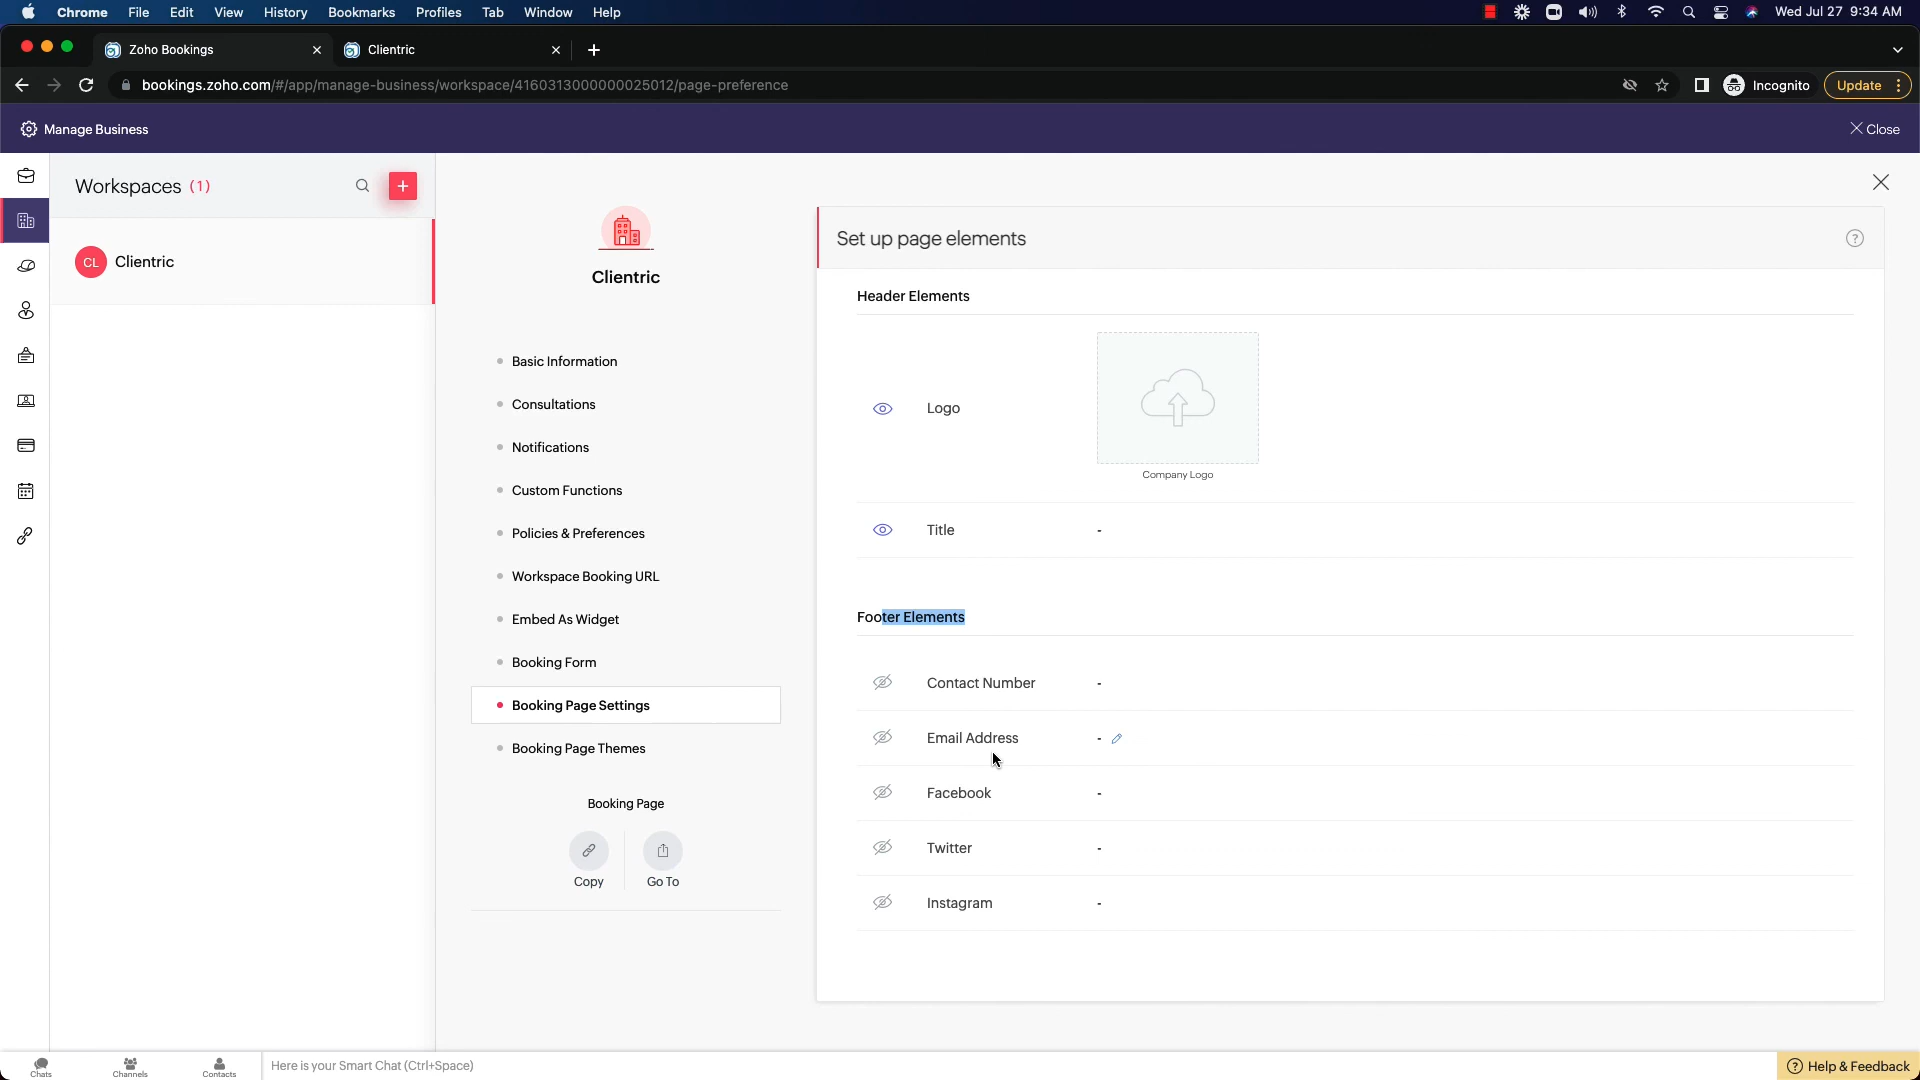 Chrome File Edit View History Bookmarks Profiles Tab Window Help Wed Jul 27 9:34 AM
Zoho Bookings Clientric
bookings.zoho.com/#/app/manage-business/workspace/4160313000000025012/page-preference Incognito Update
Manage Business Close
Workspaces (1)
CL Clientric
Clientric
Basic Information
Consultations
Notifications
Custom Functions
Policies & Preferences
Workspace Booking URL
Embed As Widget
Booking Form
Booking Page Settings
Booking Page Themes
Booking Page
Copy Go To
Set up page elements
Header Elements
Logo
Company Logo
Title -
Footer Elements
Contact Number -
Email Address -
Facebook -
Twitter -
Instagram -
Chats Channels Contacts Here is your Smart Chat (Ctrl+Space) Help & Feedback